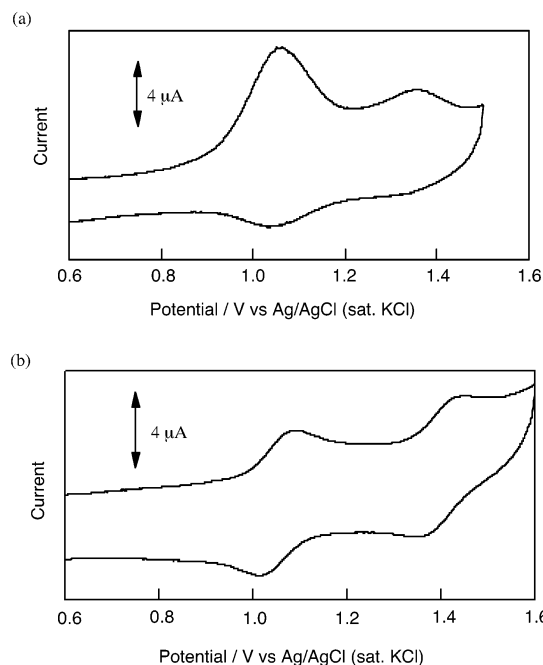 (a)
4 μA
Current
0.6 0.8 1.0 1.2 1.4 1.6
Potential / V vs Ag/AgCl (sat. KCl)
(b)
4 μA
Current
0.6 0.8 1.0 1.2 1.4 1.6
Potential / V vs Ag/AgCl (sat. KCl)